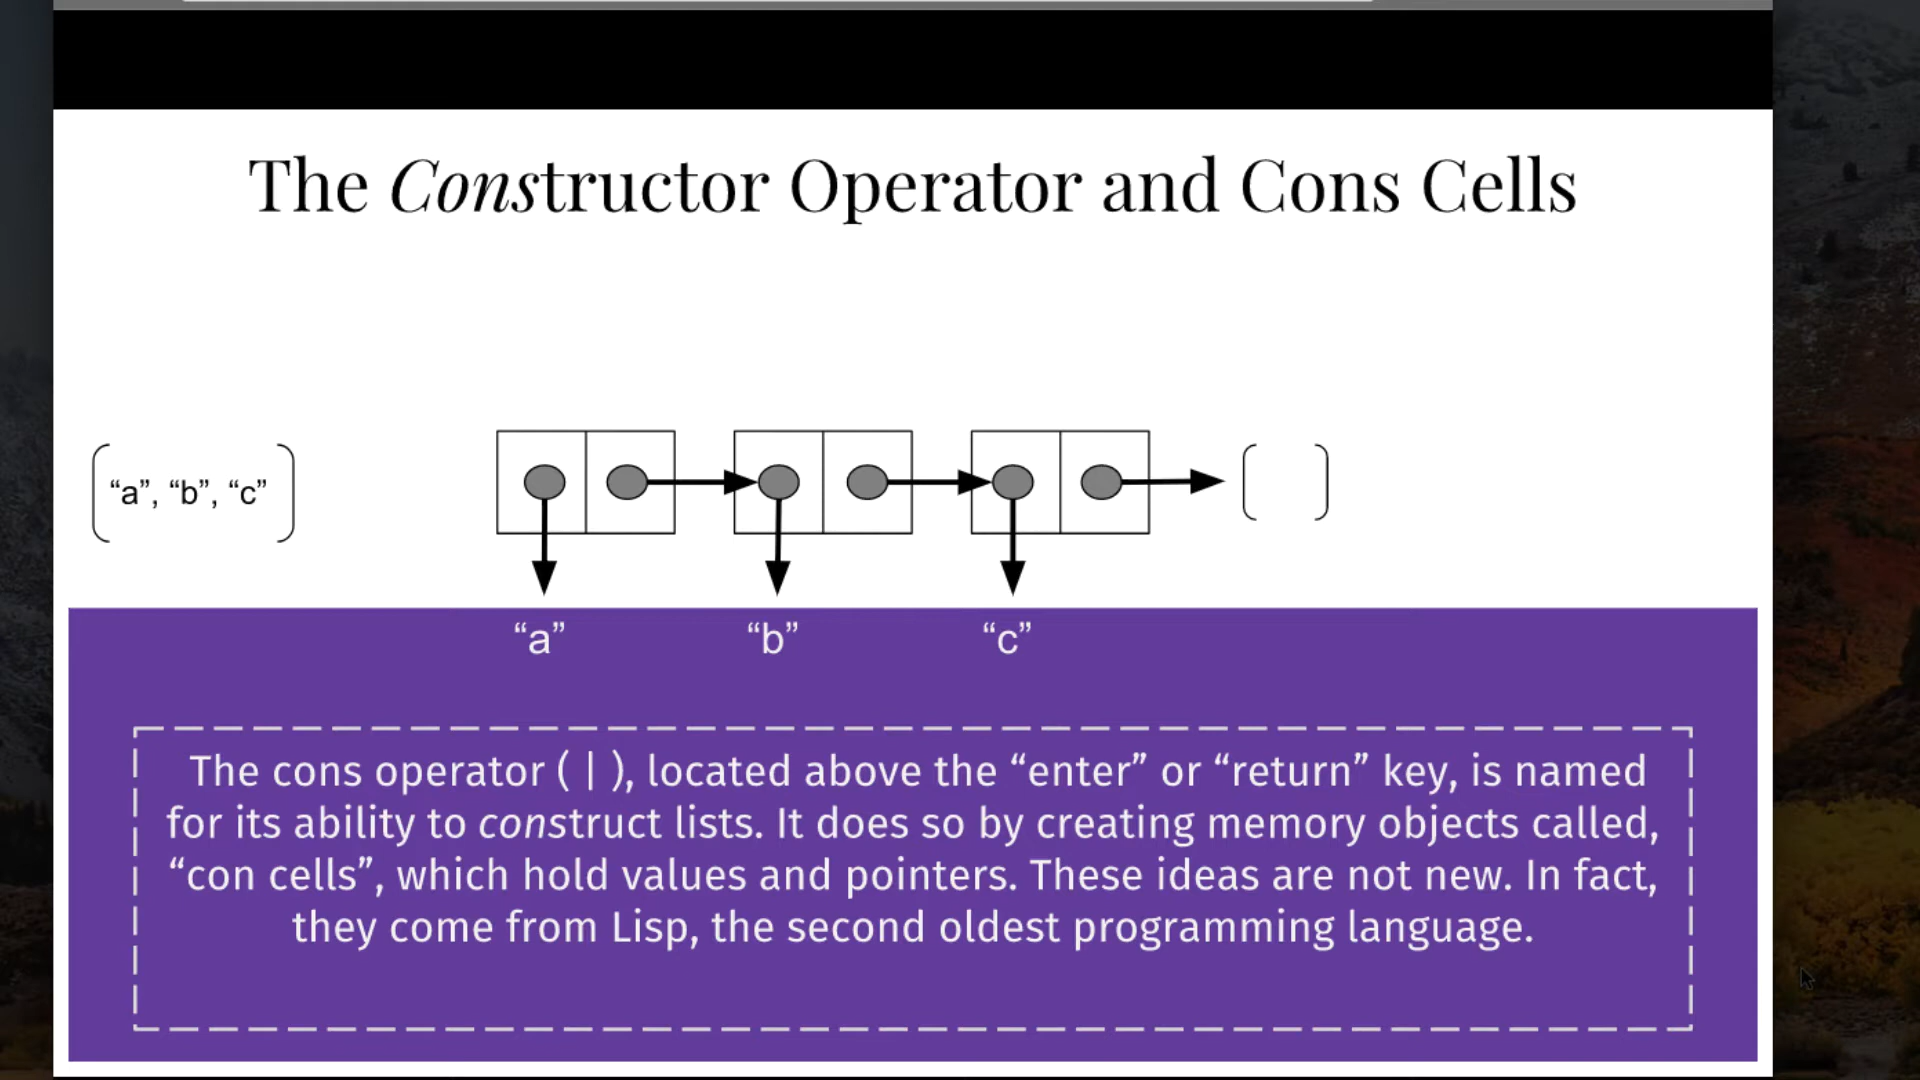 The Constructor Operator and Cons Cells
“a”, “b”, “c”
“a” “b” “c”
The cons operator ( | ), located above the “enter” or “return” key, is named
for its ability to construct lists. It does so by creating memory objects called,
“con cells”, which hold values and pointers. These ideas are not new. In fact,
they come from Lisp, the second oldest programming language.